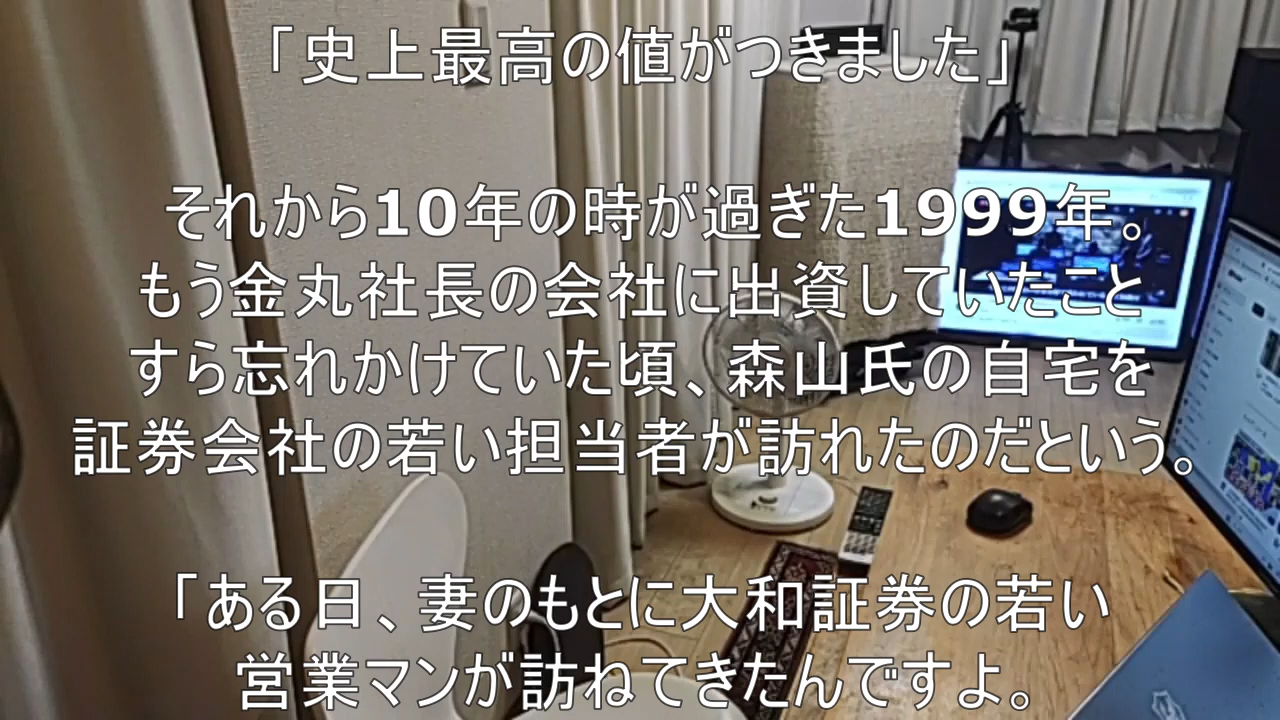 「史上最高の値がつきました」
それから10年の時が過ぎた1999年。
もう金丸社長の会社に出資していたこと
すら忘れかけていた頃、森山氏の自宅を
証券会社の若い担当者が訪れたのだという。
「ある日、妻のもとに大和証券の若い
営業マンが訪ねてきたんですよ。